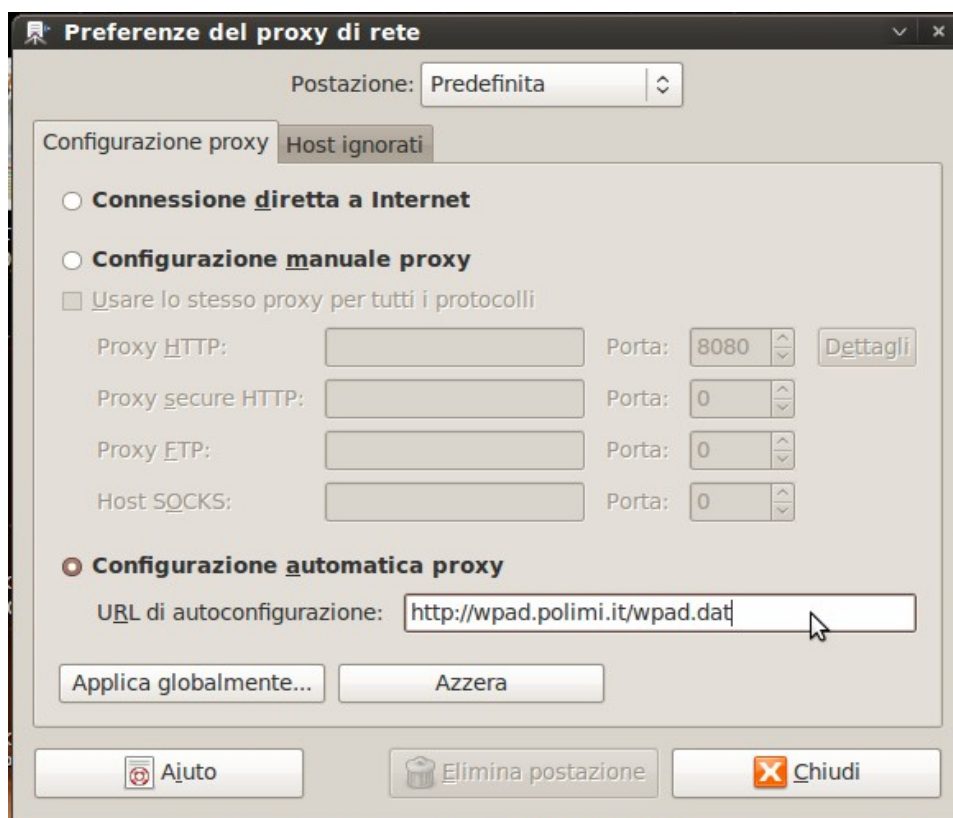 Preferenze del proxy di rete
Postazione: Predefinita
Configurazione proxy Host ignorati
Connessione diretta a Internet
Configurazione manuale proxy
Usare lo stesso proxy per tutti i protocolli
Proxy HTTP: Porta: 8080 Dettagli
Proxy secure HTTP: Porta: 0
Proxy FTP: Porta: 0
Host SOCKS: Porta: 0
Configurazione automatica proxy
URL di autoconfigurazione: http://wpad.polimi.it/wpad.dat
Applica globalmente... Azzera
Aiuto Elimina postazione Chiudi